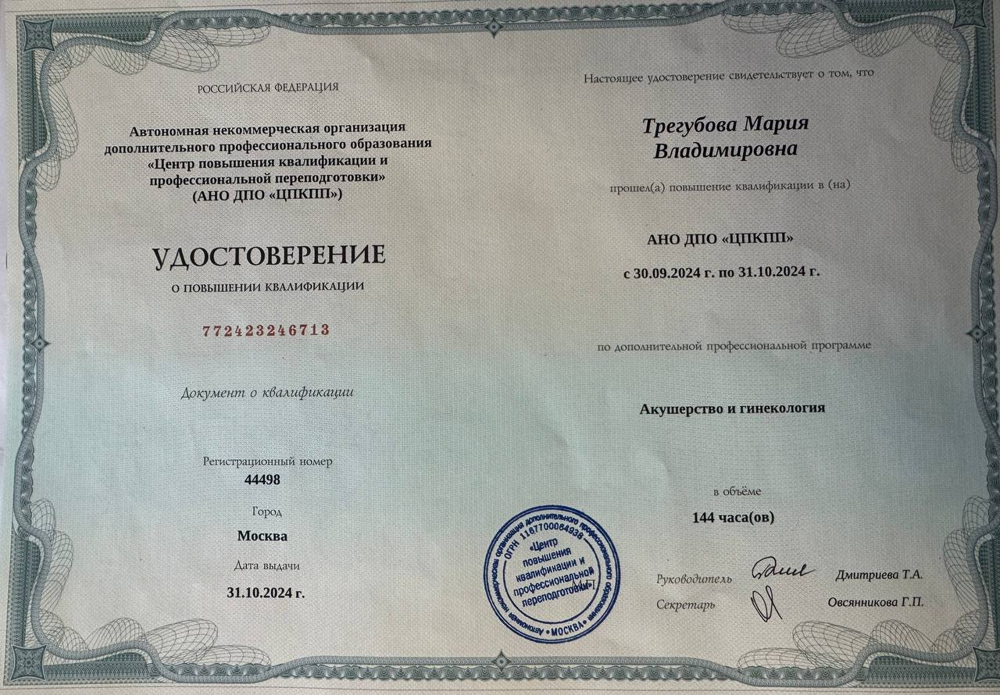 РОССИЙСКАЯ ФЕДЕРАЦИЯ
Автономная некоммерческая организация
дополнительного профессионального образования
«Центр повышения квалификации и
профессиональной переподготовки»
(АНО ДПО «ЦПКПП»)
УДОСТОВЕРЕНИЕ
О ПОВЫШЕНИИ КВАЛИФИКАЦИИ
772423246713
Документ о квалификации
Регистрационный номер
44498
Город
Москва
Дата выдачи
31.10.2024 г.
Настоящее удостоверение свидетельствует о том, что
Трегубова Мария
Владимировна
прошел(а) повышение квалификации в (на)
АНО ДПО «ЦПКПП»
с 30.09.2024 г. по 31.10.2024 г.
по дополнительной профессиональной программе
Акушерство и гинекология
в объёме
144 часа(ов)
Руководитель
Дмитриева Т.А.
Секретарь
Овсянникова Г.П.
М.П.
Автономная некоммерческая организация дополнительного профессионального образования
• МОСКВА •
ОГРН 1167700064938
«Центр
повышения
квалификации и
профессиональной
переподготовки»